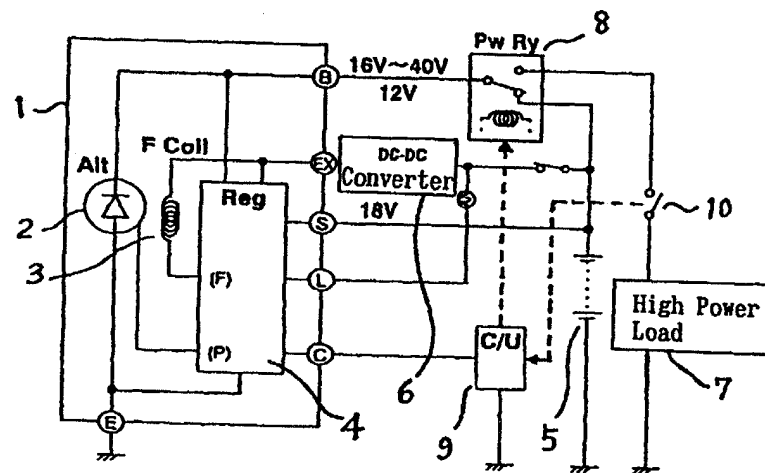 8
Pw Ry
1
16V～40V
B
12V
F Coil
DC-DC
Converter
EX
Alt
Reg
18V
S
10
2
3
(F)
L
High Power
Load
(P)
C
C/U
E
4
6
9
5
7